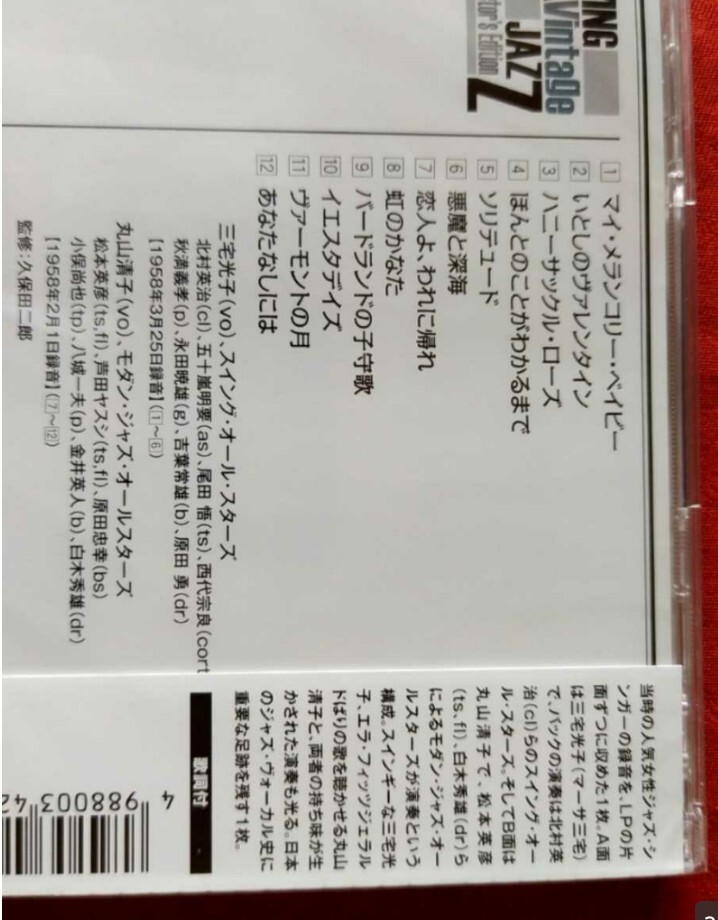 ING
Vintage
JAZZ
tor's Edition
1 マイ・メランコリー・ベイビー
2 いとしのヴァレンタイン
3 ハニーサックル・ローズ
4 ほんとのことがわかるまで
5 ソリテュード
6 悪魔と深海
7 恋人よ、われに帰れ
8 虹のかなた
9 バードランドの子守歌
10 イエスタデイズ
11 ヴァーモントの月
12 あなたなしには
三宅光子(vo)、スイング・オール・スターズ
北村英治(cl)、五十嵐明要(as)、尾田 悟(ts)、西代宗良(cort
秋満義孝(p)、永田暁雄(g)、吉葉常雄(b)、原田 勇(dr)
[1958年3月25日録音](1~6)
丸山清子(vo)、モダン・ジャズ・オールスターズ
松本英彦(ts,fl)、芦田ヤスシ(ts,fl)、原田忠幸(bs)
小俣尚也(tp)、八城一夫(p)、金井英人(b)、白木秀雄(dr)
[1958年2月1日録音](7~12)
監修:久保田二郎
当時の人気女性ジャズ・シ
ンガーの録音を、LPの片
面ずつに収めた1枚。A面
は三宅光子(マーサ三宅)
で、バックの演奏は北村英
治(cl)らのスイング・オー
ル・スターズ。そしてB面は
丸山清子で、松本英彦
(ts、fl)、白木秀雄(dr)ら
によるモダン・ジャズ・オー
ルスターズが演奏という
構成。スインギーな三宅光
子、エラ・フィッツジェラル
ドばりの歌を聴かせる丸山
清子と、両者の持ち味が生
かされた演奏も光る。日本
のジャズ・ヴォーカル史に
重要な足跡を残す1枚。
歌詞付
4 988003 42